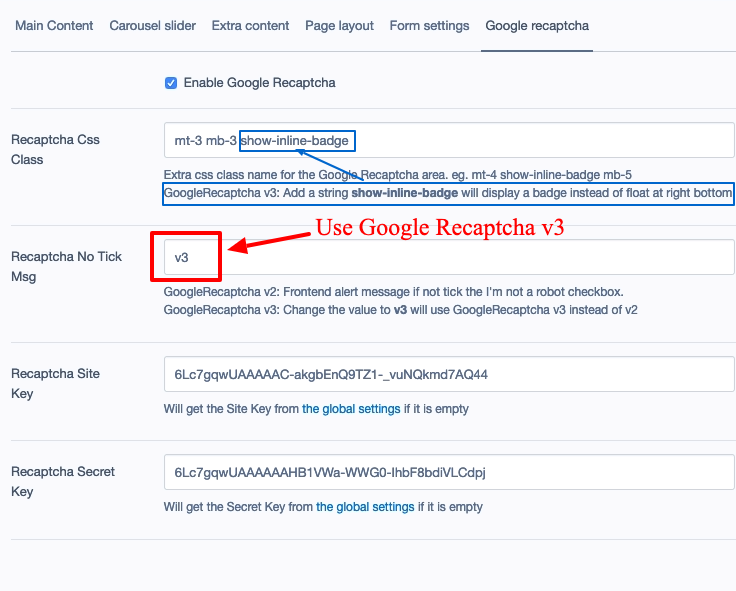 Main Content Carousel slider Extra content Page layout Form settings Google recaptcha
Enable Google Recaptcha
Recaptcha Css Class
mt-3 mb-3 show-inline-badge
Extra css class name for the Google Recaptcha area. eg. mt-4 show-inline-badge mb-5
GoogleRecaptcha v3: Add a string show-inline-badge will display a badge instead of float at right bottom
Use Google Recaptcha v3
Recaptcha No Tick Msg
v3
GoogleRecaptcha v2: Frontend alert message if not tick the I'm not a robot checkbox.
GoogleRecaptcha v3: Change the value to v3 will use GoogleRecaptcha v3 instead of v2
Recaptcha Site Key
6Lc7gqwUAAAAAC-akgbEnQ9TZ1-_vuNQkmd7AQ44
Will get the Site Key from the global settings if it is empty
Recaptcha Secret Key
6Lc7gqwUAAAAAAHB1VWa-WWG0-IhbF8bdiVLCdpj
Will get the Secret Key from the global settings if it is empty